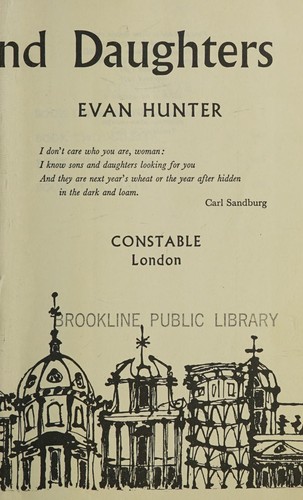 nd Daughters
EVAN HUNTER
I don't care who you are, woman:
I know sons and daughters looking for you
And they are next year's wheat or the year after hidden
in the dark and loam.
Carl Sandburg
CONSTABLE
London
BROOKLINE PUBLIC LIBRARY